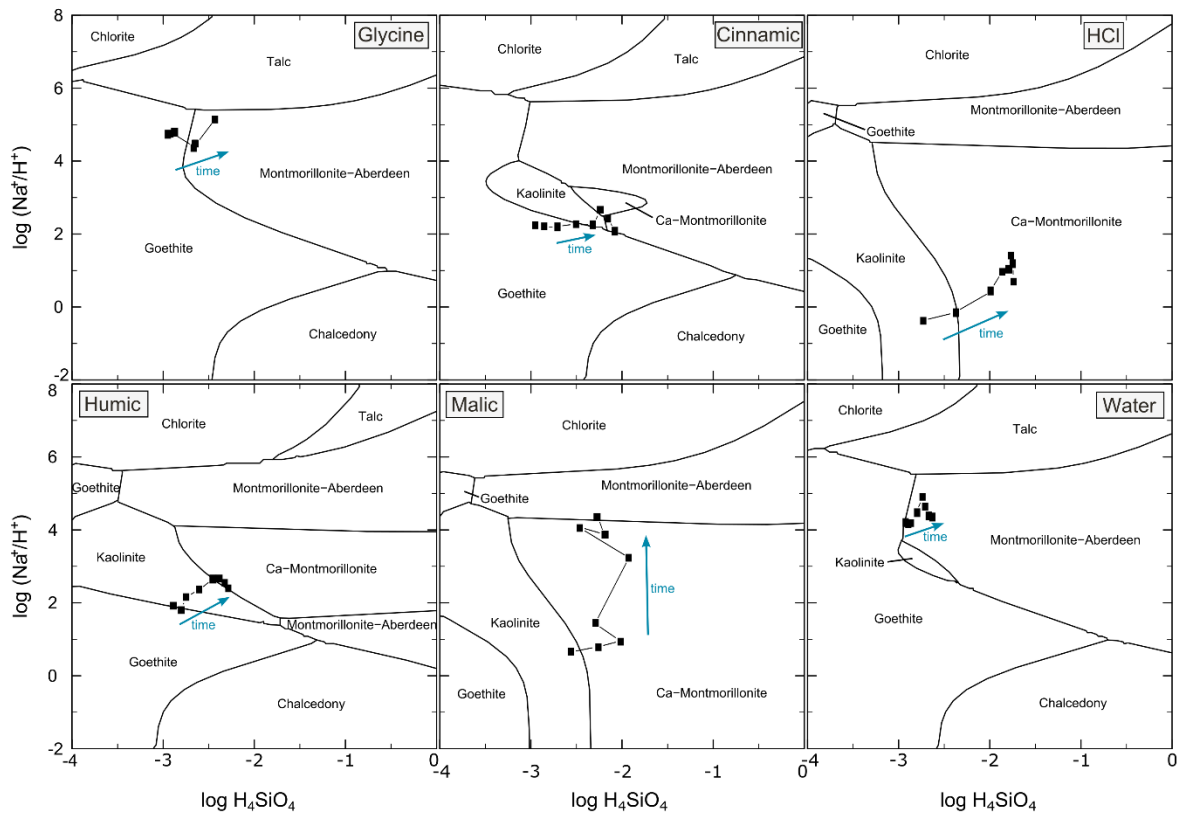 Glycine
Cinnamic
HCl
8
6
4
2
0
-2
log (Na⁺/H⁺)
Chlorite
Talc
Montmorillonite-Aberdeen
Goethite
Chalcedony
time
Chlorite
Talc
Montmorillonite-Aberdeen
Kaolinite
Ca-Montmorillonite
Goethite
Chalcedony
time
Chlorite
Montmorillonite-Aberdeen
Goethite
Ca-Montmorillonite
Kaolinite
Goethite
time
Humic
Malic
Water
8
6
4
2
0
-2
log (Na⁺/H⁺)
Chlorite
Talc
Goethite
Montmorillonite-Aberdeen
Kaolinite
Ca-Montmorillonite
Montmorillonite-Aberdeen
Goethite
Chalcedony
time
Chlorite
Montmorillonite-Aberdeen
Goethite
Kaolinite
Goethite
Ca-Montmorillonite
time
Chlorite
Talc
Montmorillonite-Aberdeen
Kaolinite
Goethite
Chalcedony
time
-4 -3 -2 -1 0
-3 -2 -1 0
-4 -3 -2 -1 0
log H₄SiO₄
log H₄SiO₄
log H₄SiO₄